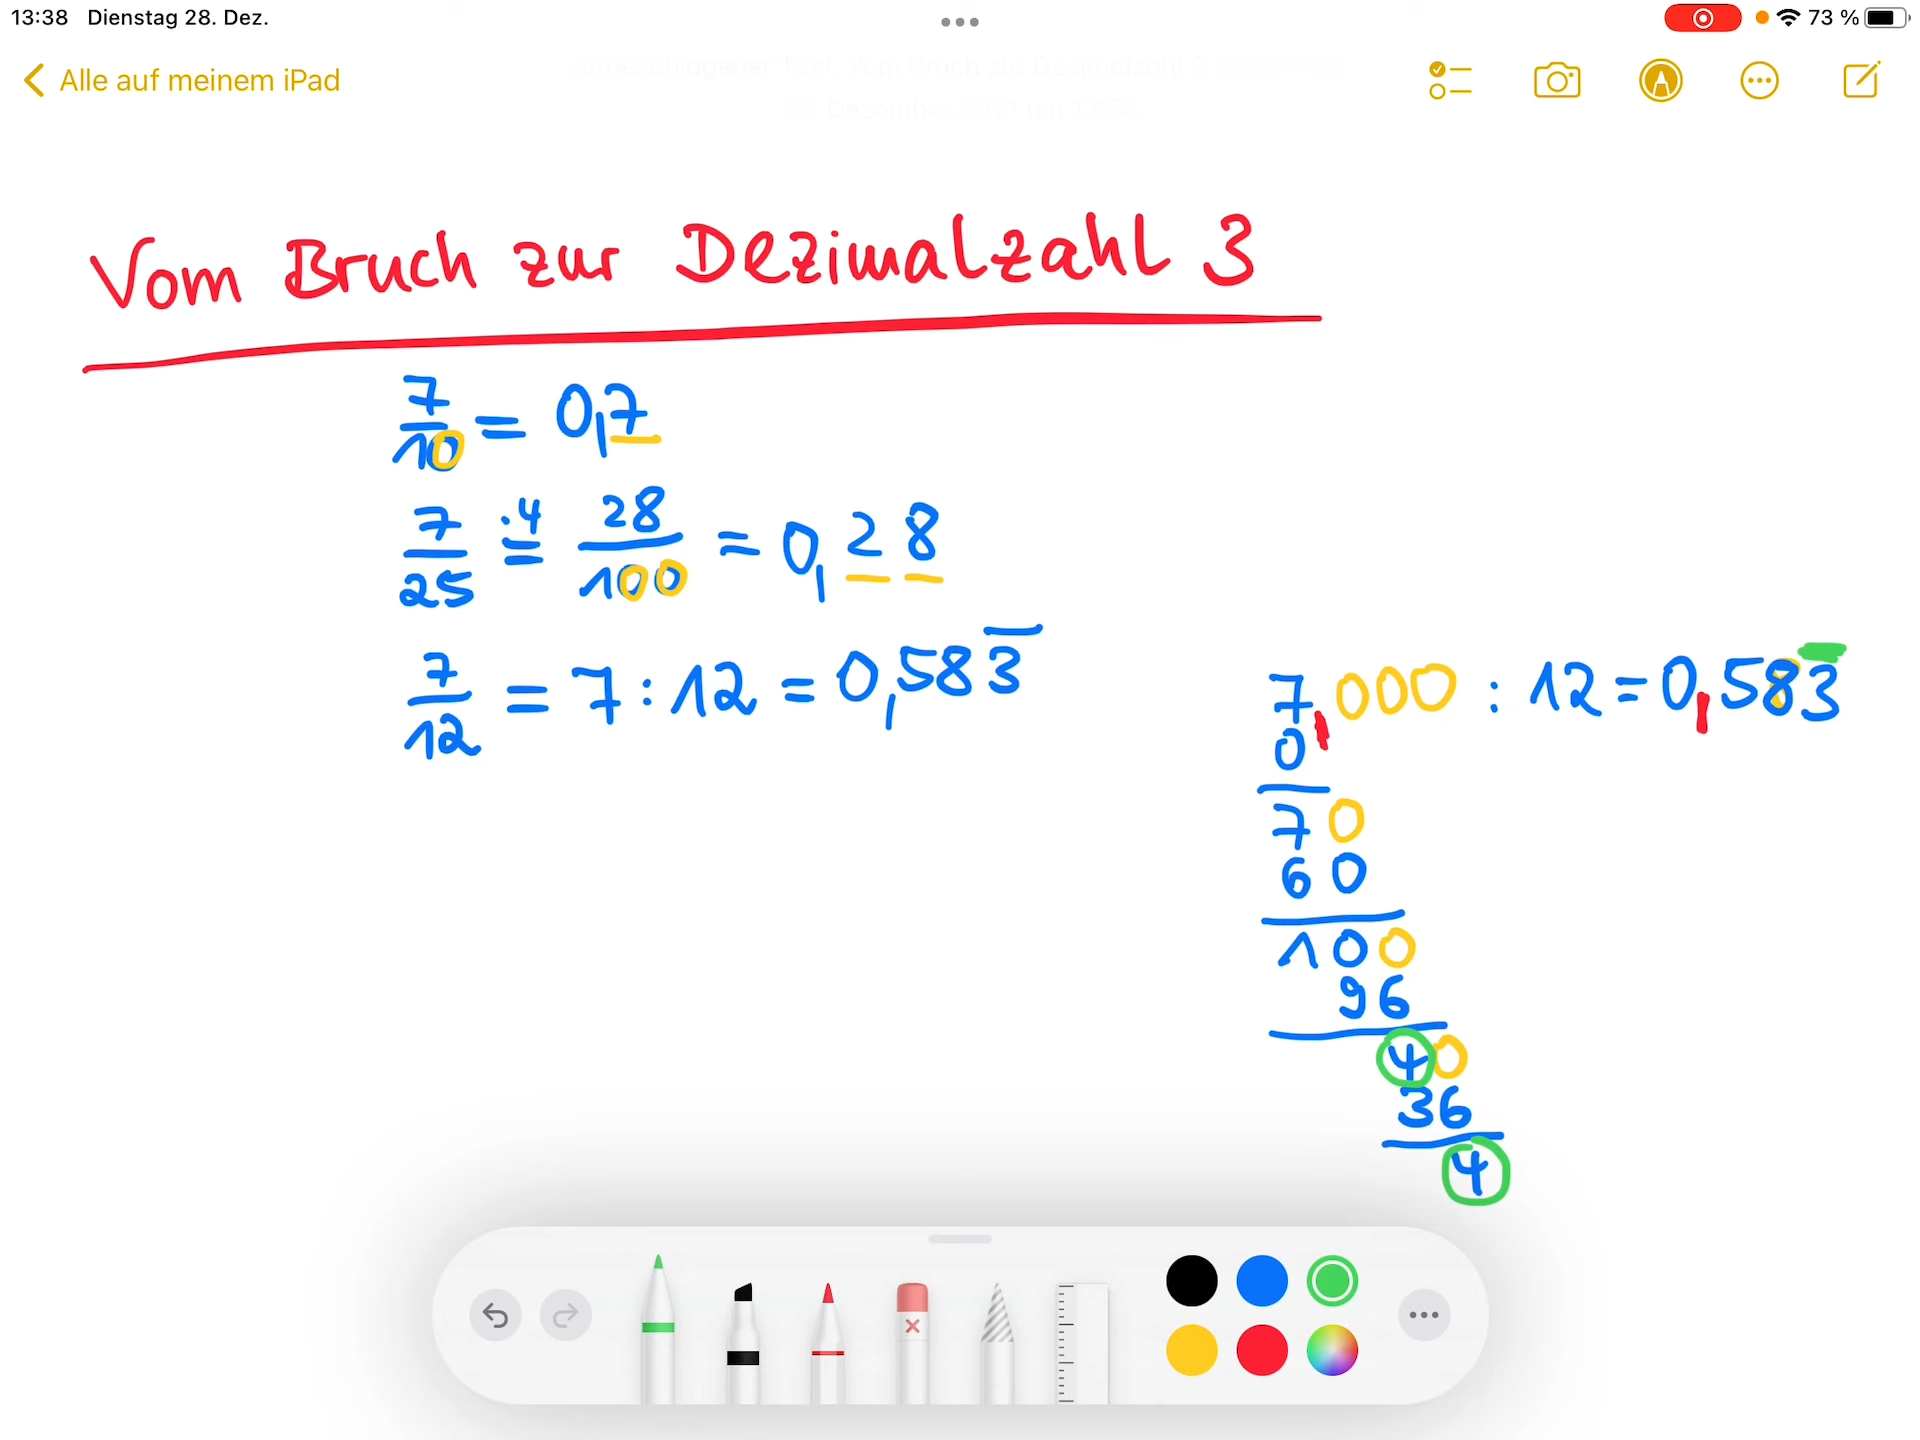 13:38 Dienstag 28. Dez.
73 %
Alle auf meinem iPad
Vom Bruch zur Dezimalzahl 3
7/10 = 0,7
7/25 =^{·4} 28/100 = 0,28
7/12 = 7 : 12 = 0,583̅
7,000 : 12 = 0,583̅
0
70
60
100
96
40
36
4